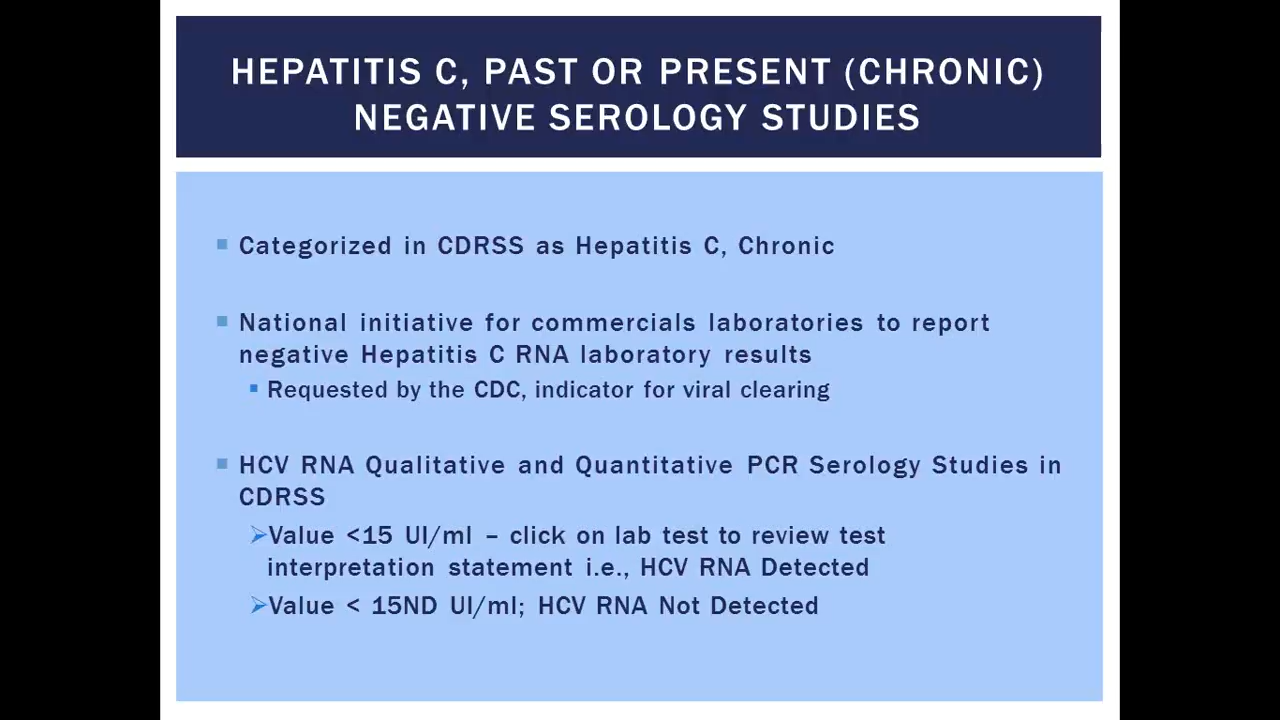 HEPATITIS C, PAST OR PRESENT (CHRONIC)
NEGATIVE SEROLOGY STUDIES
Categorized in CDRSS as Hepatitis C, Chronic
National initiative for commercials laboratories to report
negative Hepatitis C RNA laboratory results
Requested by the CDC, indicator for viral clearing
HCV RNA Qualitative and Quantitative PCR Serology Studies in
CDRSS
Value <15 UI/ml – click on lab test to review test
interpretation statement i.e., HCV RNA Detected
Value < 15ND UI/ml; HCV RNA Not Detected